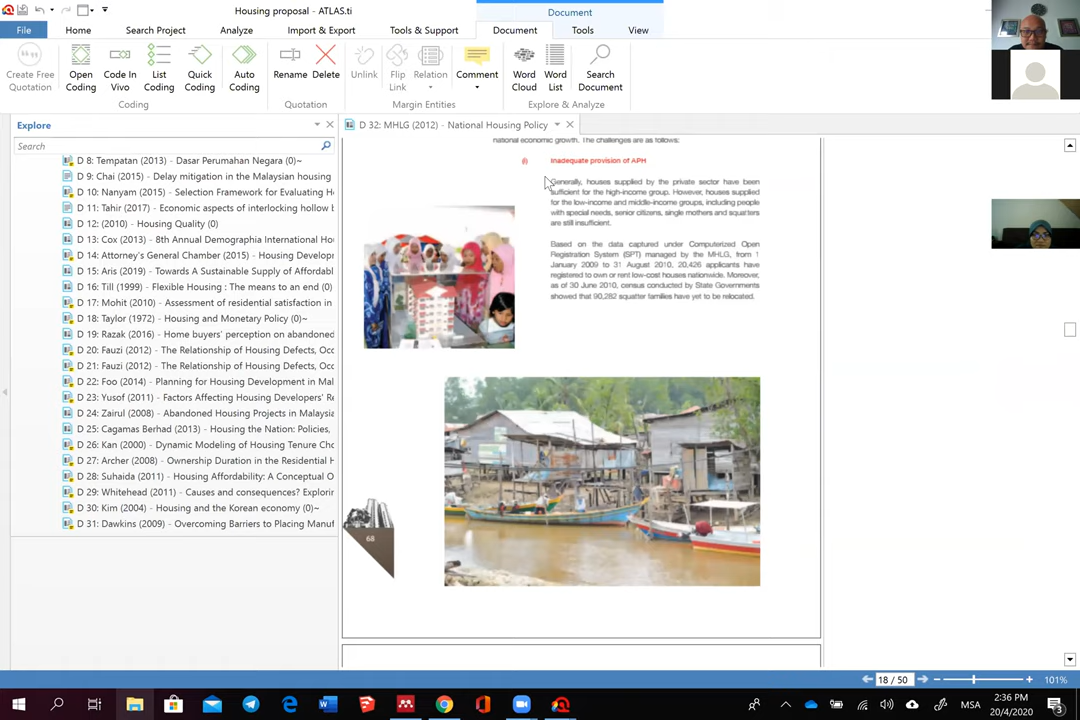 Housing proposal - ATLAS.ti
Document
File
Home
Search Project
Analyze
Import & Export
Tools & Support
Document
Tools
View
Create Free Quotation
Open Coding
Code In Vivo
List Coding
Quick Coding
Auto Coding
Rename
Delete
Unlink
Flip Link
Relation
Comment
Word Cloud
Word List
Search Document
Coding
Quotation
Margin Entities
Explore & Analyze
Explore
D 32: MHLG (2012) - National Housing Policy
Search
D 8: Tempatan (2013) - Dasar Perumahan Negara (0)~
D 9: Chai (2015) - Delay mitigation in the Malaysian housing
D 10: Nanyam (2015) - Selection Framework for Evaluating H
D 11: Tahir (2017) - Economic aspects of interlocking hollow b
D 12: (2010) - Housing Quality (0)
D 13: Cox (2013) - 8th Annual Demographia International Ho
D 14: Attorney's General Chamber (2015) - Housing Develop
D 15: Aris (2019) - Towards A Sustainable Supply of Affordab
D 16: Till (1999) - Flexible Housing : The means to an end (0)
D 17: Mohit (2010) - Assessment of residential satisfaction in
D 18: Taylor (1972) - Housing and Monetary Policy (0)~
D 19: Razak (2016) - Home buyers' perception on abandoned
D 20: Fauzi (2012) - The Relationship of Housing Defects, Occ
D 21: Fauzi (2012) - The Relationship of Housing Defects, Occ
D 22: Foo (2014) - Planning for Housing Development in Mal
D 23: Yusof (2011) - Factors Affecting Housing Developers' Re
D 24: Zairul (2008) - Abandoned Housing Projects in Malaysia
D 25: Cagamas Berhad (2013) - Housing the Nation: Policies,
D 26: Kan (2000) - Dynamic Modeling of Housing Tenure Cho
D 27: Archer (2008) - Ownership Duration in the Residential H
D 28: Suhaida (2011) - Housing Affordability: A Conceptual O
D 29: Whitehead (2011) - Causes and consequences? Explorin
D 30: Kim (2004) - Housing and the Korean economy (0)~
D 31: Dawkins (2009) - Overcoming Barriers to Placing Manuf
national economic growth. The challenges are as follows:
(i) Inadequate provision of APH
Generally, houses supplied by the private sector have been
sufficient for the high-income group. However, houses supplied
for the low-income and middle-income groups, including people
with special needs, senior citizens, single mothers and squatters
are still insufficient.
Based on the data captured under Computerized Open
Registration System (SPT) managed by the MHLG, from 1
January 2009 to 31 August 2010, 20,426 applicants have
registered to own or rent low-cost houses nationwide. Moreover,
as of 30 June 2010, census conducted by State Governments
showed that 90,282 squatter families have yet to be relocated.
68
18 / 50
101%
MSA
2:36 PM
20/4/2020
3